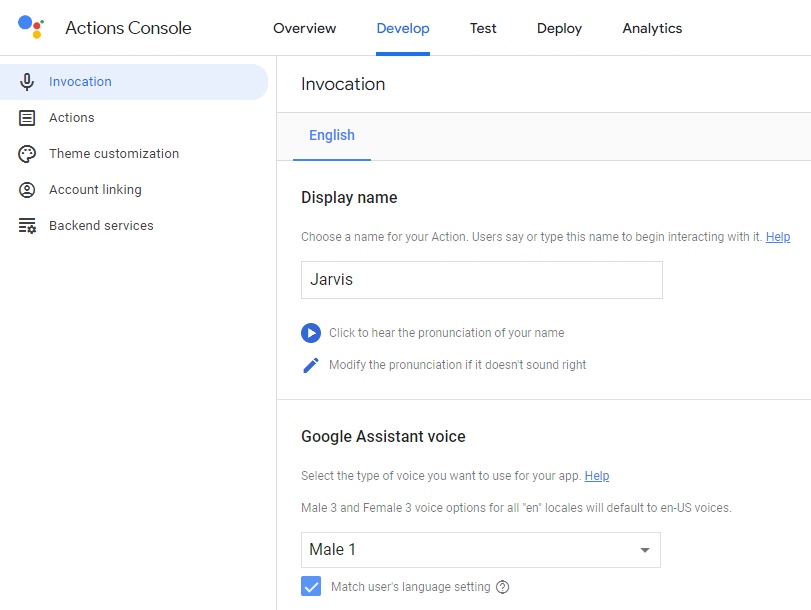 Actions Console
Overview
Develop
Test
Deploy
Analytics
Invocation
Actions
Theme customization
Account linking
Backend services
Invocation
English
Display name
Choose a name for your Action. Users say or type this name to begin interacting with it. Help
Jarvis
Click to hear the pronunciation of your name
Modify the pronunciation if it doesn't sound right
Google Assistant voice
Select the type of voice you want to use for your app. Help
Male 3 and Female 3 voice options for all "en" locales will default to en-US voices.
Male 1
Match user's language setting ?